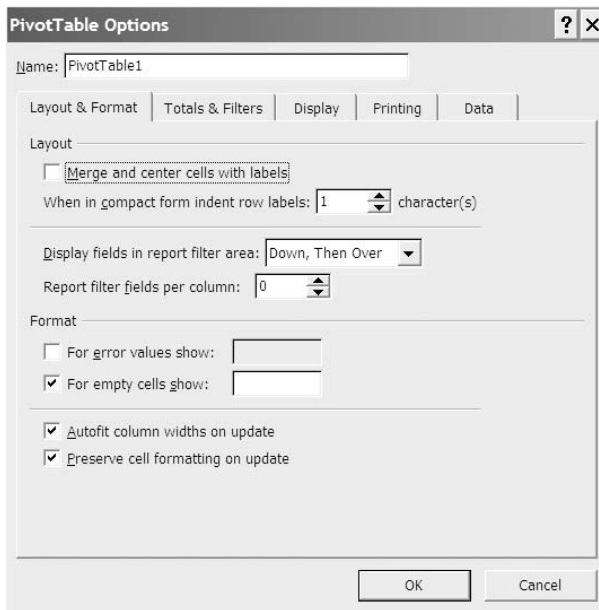 PivotTable Options ? X
Name: PivotTable1
Layout & Format Totals & Filters Display Printing Data
Layout
Merge and center cells with labels
When in compact form indent row labels: 1 character(s)
Display fields in report filter area: Down, Then Over
Report filter fields per column: 0
Format
For error values show:
For empty cells show:
Autofit column widths on update
Preserve cell formatting on update
OK Cancel